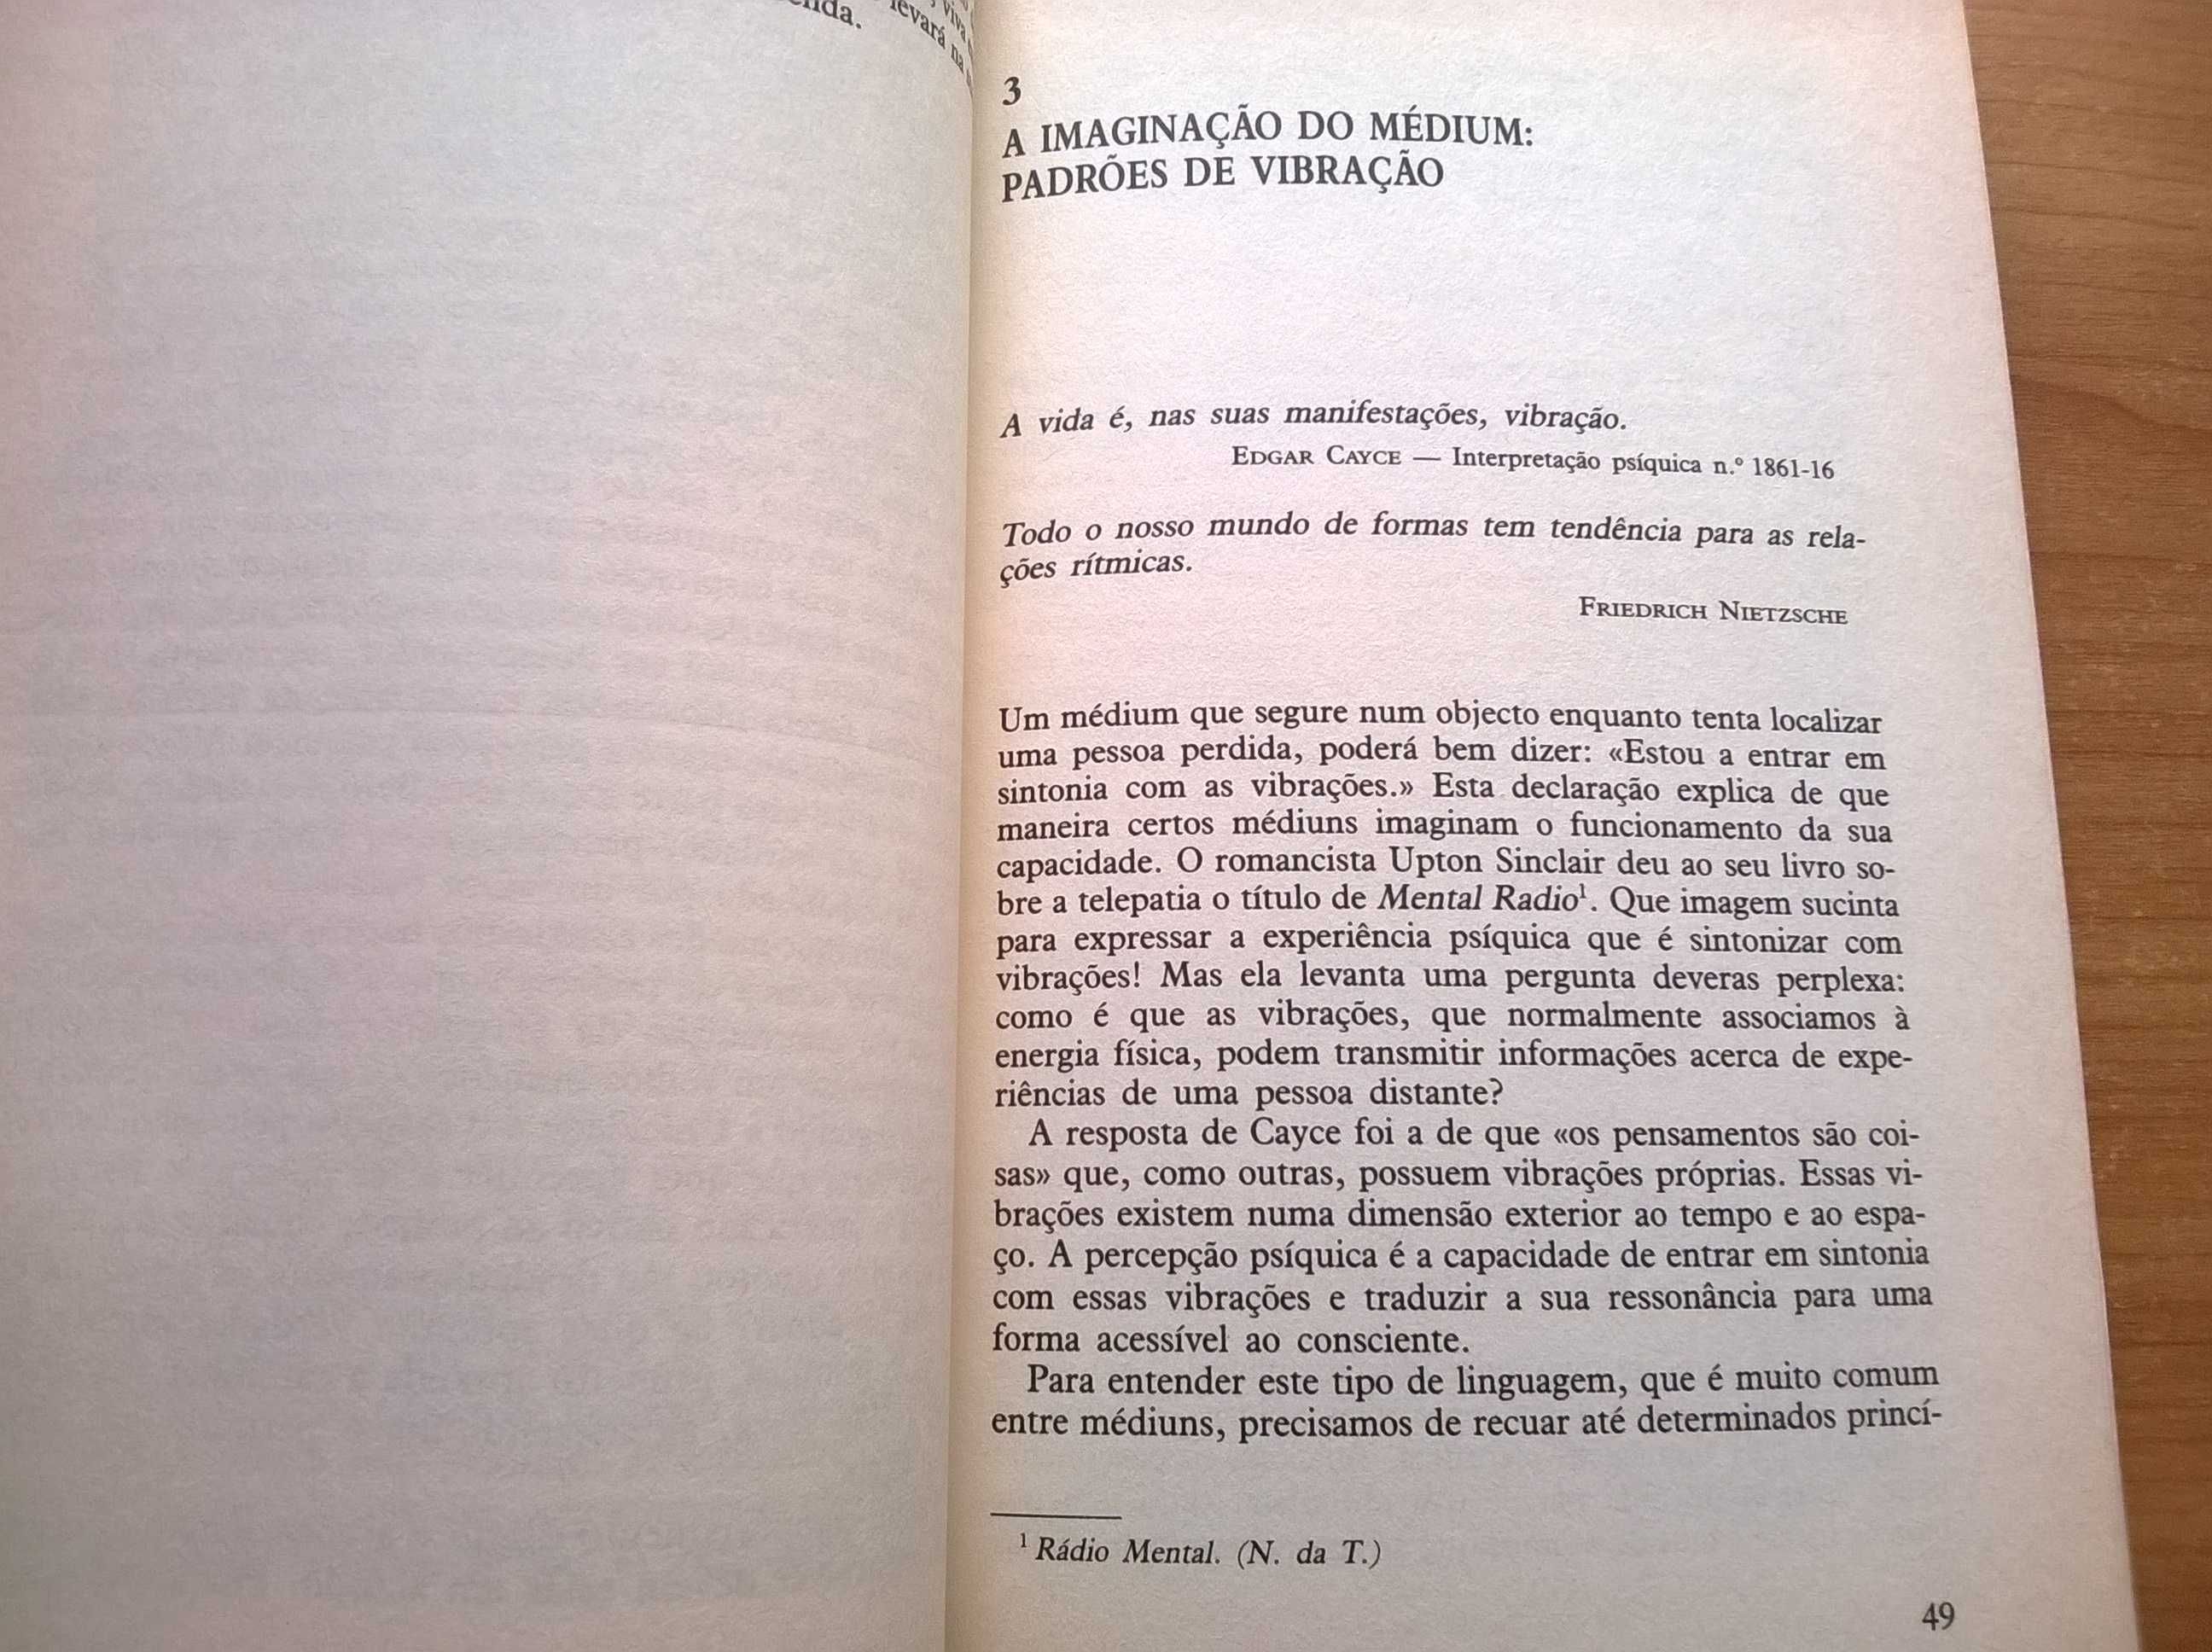 levará na
viva
3
A IMAGINAÇÃO DO MÉDIUM:
PADRÕES DE VIBRAÇÃO
A vida é, nas suas manifestações, vibração.
EDGAR CAYCE — Interpretação psíquica n.º 1861-16
Todo o nosso mundo de formas tem tendência para as rela-
ções rítmicas.
FRIEDRICH NIETZSCHE
Um médium que segure num objecto enquanto tenta localizar
uma pessoa perdida, poderá bem dizer: «Estou a entrar em
sintonia com as vibrações.» Esta declaração explica de que
maneira certos médiuns imaginam o funcionamento da sua
capacidade. O romancista Upton Sinclair deu ao seu livro so-
bre a telepatia o título de Mental Radio¹. Que imagem sucinta
para expressar a experiência psíquica que é sintonizar com
vibrações! Mas ela levanta uma pergunta deveras perplexa:
como é que as vibrações, que normalmente associamos à
energia física, podem transmitir informações acerca de expe-
riências de uma pessoa distante?
A resposta de Cayce foi a de que «os pensamentos são coi-
sas» que, como outras, possuem vibrações próprias. Essas vi-
brações existem numa dimensão exterior ao tempo e ao espa-
ço. A percepção psíquica é a capacidade de entrar em sintonia
com essas vibrações e traduzir a sua ressonância para uma
forma acessível ao consciente.
Para entender este tipo de linguagem, que é muito comum
entre médiuns, precisamos de recuar até determinados princí-
¹ Rádio Mental. (N. da T.)
49